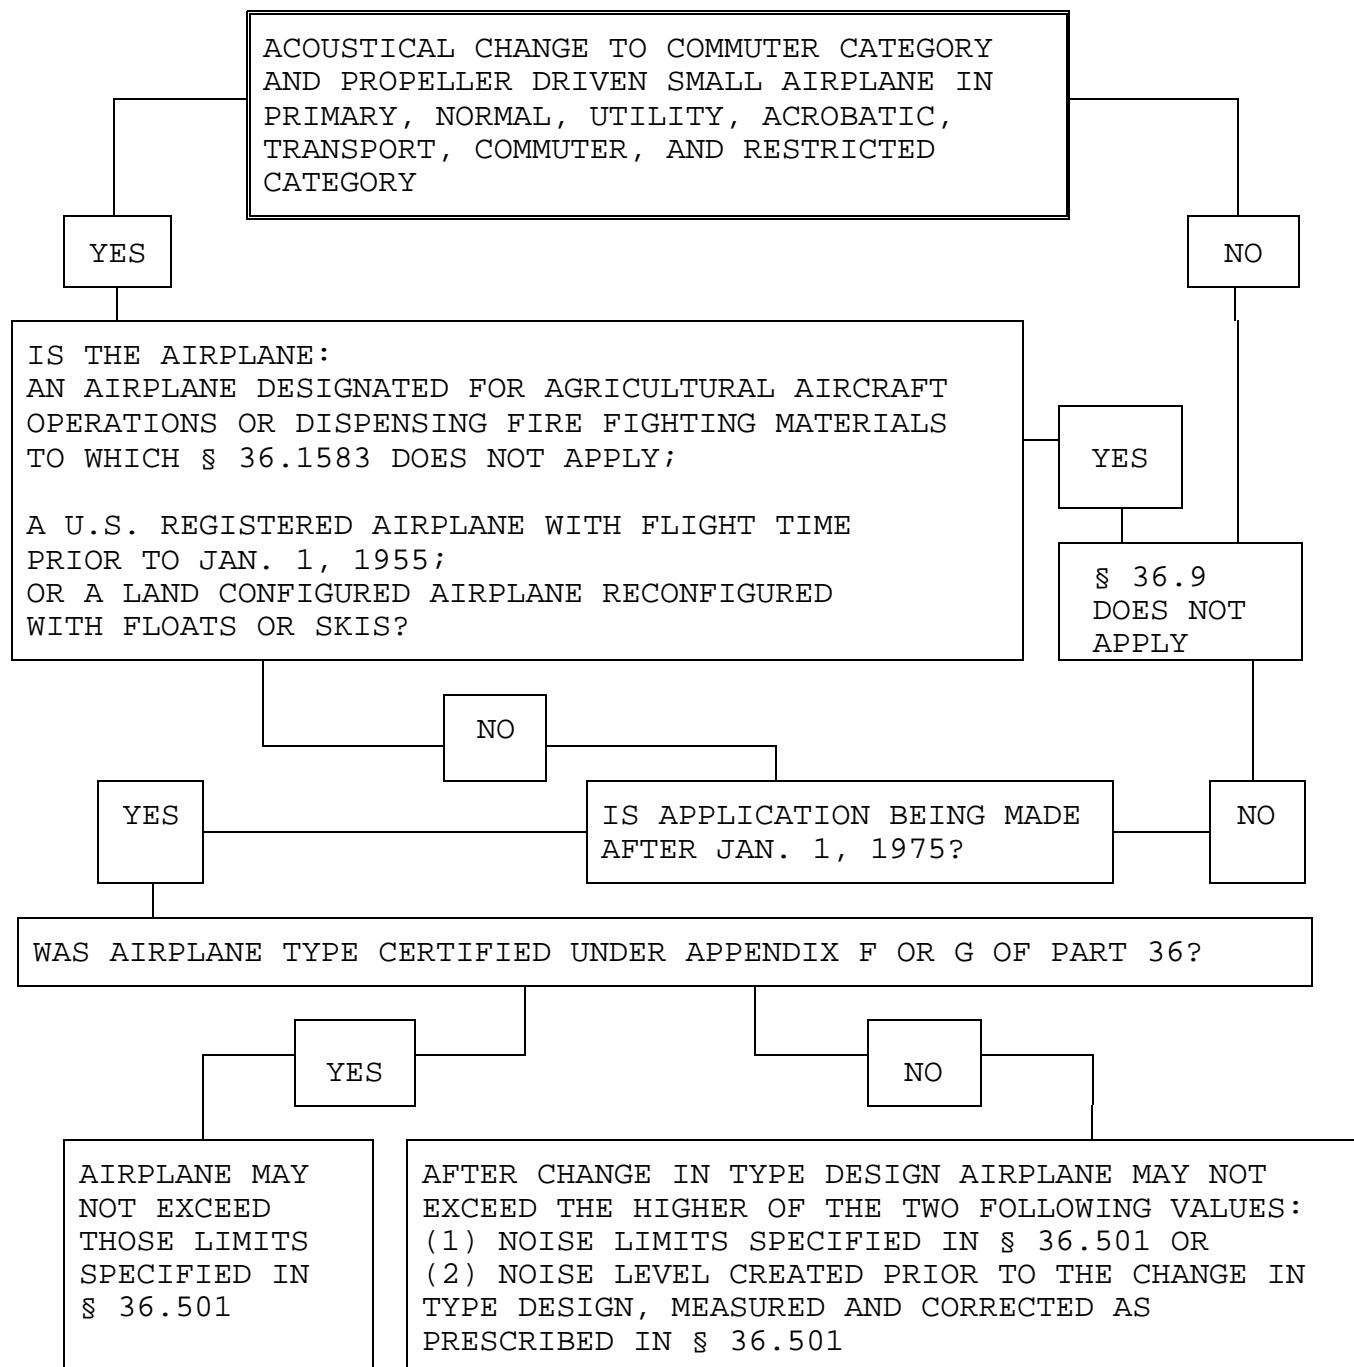 ACOUSTICAL CHANGE TO COMMUTER CATEGORY
AND PROPELLER DRIVEN SMALL AIRPLANE IN
PRIMARY, NORMAL, UTILITY, ACROBATIC,
TRANSPORT, COMMUTER, AND RESTRICTED
CATEGORY
YES
NO
IS THE AIRPLANE:
AN AIRPLANE DESIGNATED FOR AGRICULTURAL AIRCRAFT
OPERATIONS OR DISPENSING FIRE FIGHTING MATERIALS
TO WHICH § 36.1583 DOES NOT APPLY;
A U.S. REGISTERED AIRPLANE WITH FLIGHT TIME
PRIOR TO JAN. 1, 1955;
OR A LAND CONFIGURED AIRPLANE RECONFIGURED
WITH FLOATS OR SKIS?
YES
§ 36.9
DOES NOT
APPLY
NO
YES
IS APPLICATION BEING MADE
AFTER JAN. 1, 1975?
NO
WAS AIRPLANE TYPE CERTIFIED UNDER APPENDIX F OR G OF PART 36?
YES
NO
AIRPLANE MAY
NOT EXCEED
THOSE LIMITS
SPECIFIED IN
§ 36.501
AFTER CHANGE IN TYPE DESIGN AIRPLANE MAY NOT
EXCEED THE HIGHER OF THE TWO FOLLOWING VALUES:
(1) NOISE LIMITS SPECIFIED IN § 36.501 OR
(2) NOISE LEVEL CREATED PRIOR TO THE CHANGE IN
TYPE DESIGN, MEASURED AND CORRECTED AS
PRESCRIBED IN § 36.501